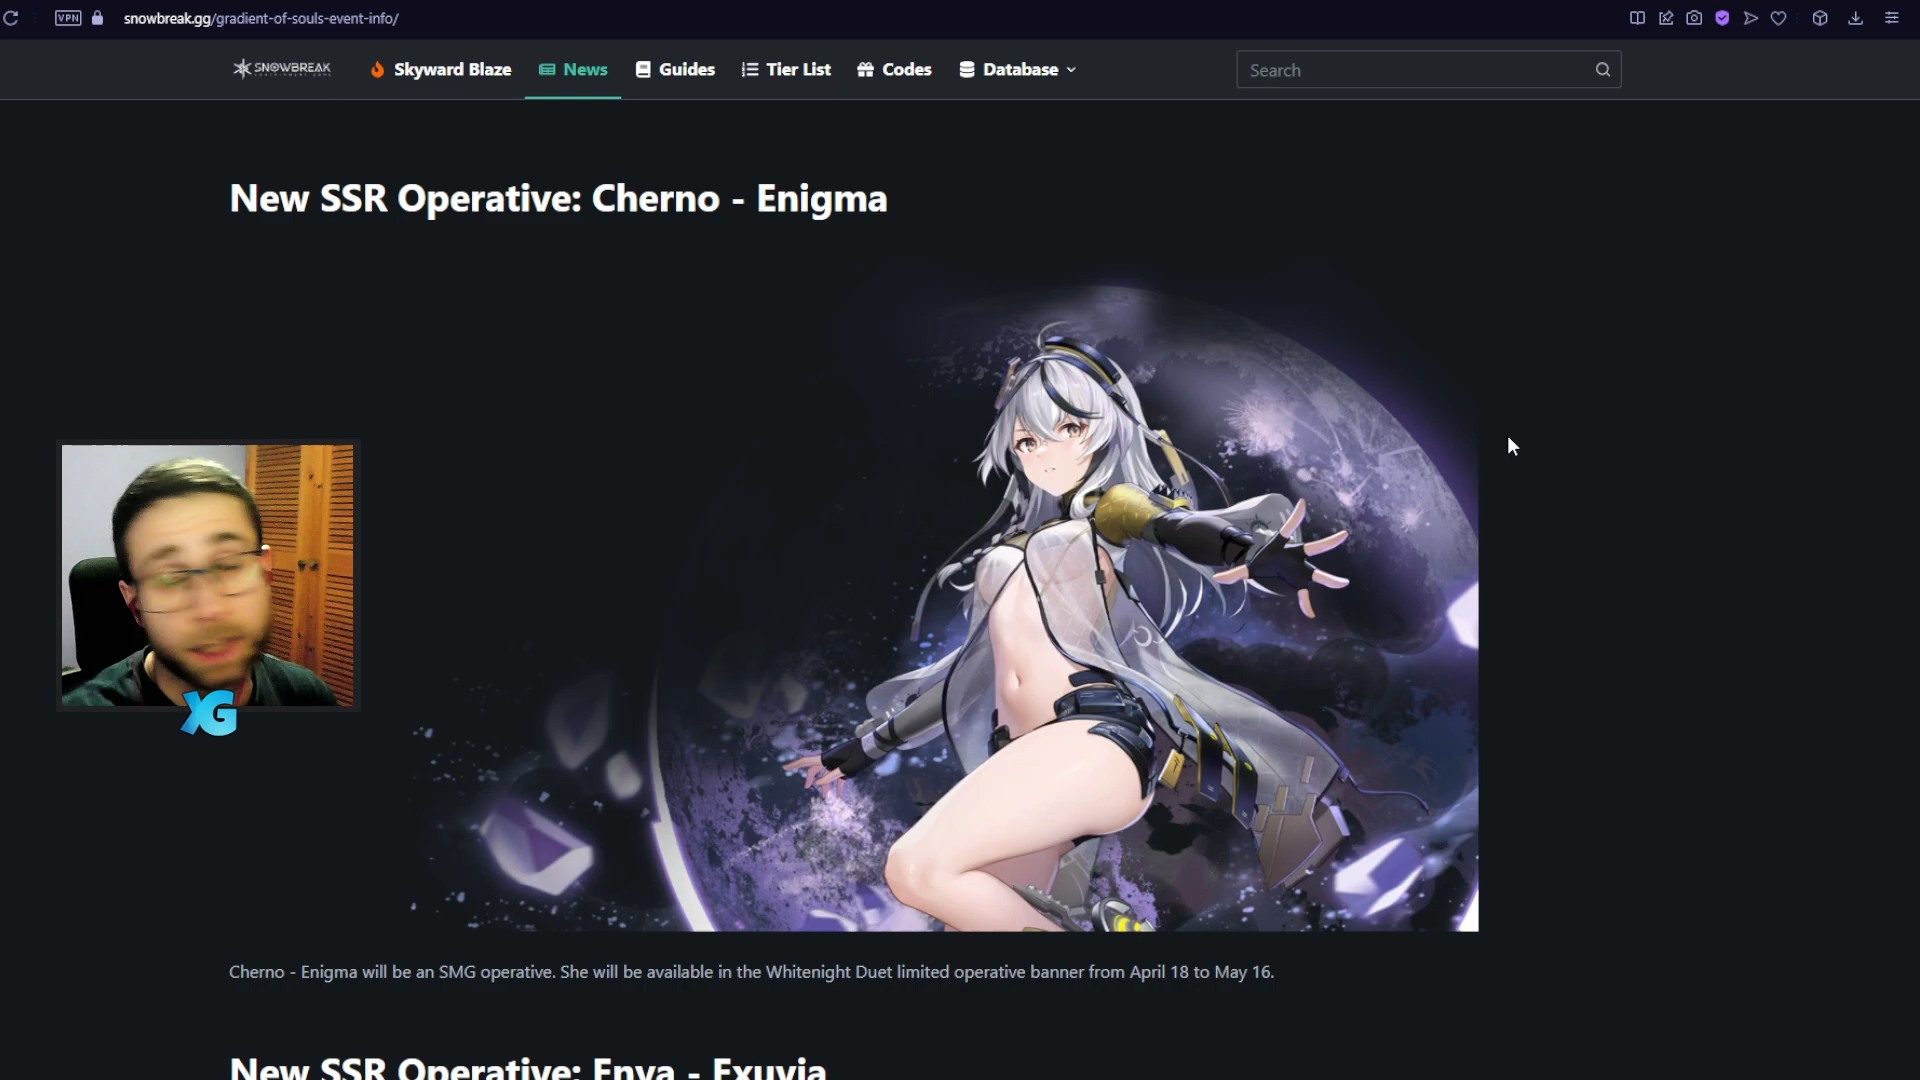 VPN snowbreak.gg/gradient-of-souls-event-info/
SNOWBREAK Skyward Blaze News Guides Tier List Codes Database Search
New SSR Operative: Cherno - Enigma
XG
Cherno - Enigma will be an SMG operative. She will be available in the Whitenight Duet limited operative banner from April 18 to May 16.
New SSR Operative: Enya - Exuvia